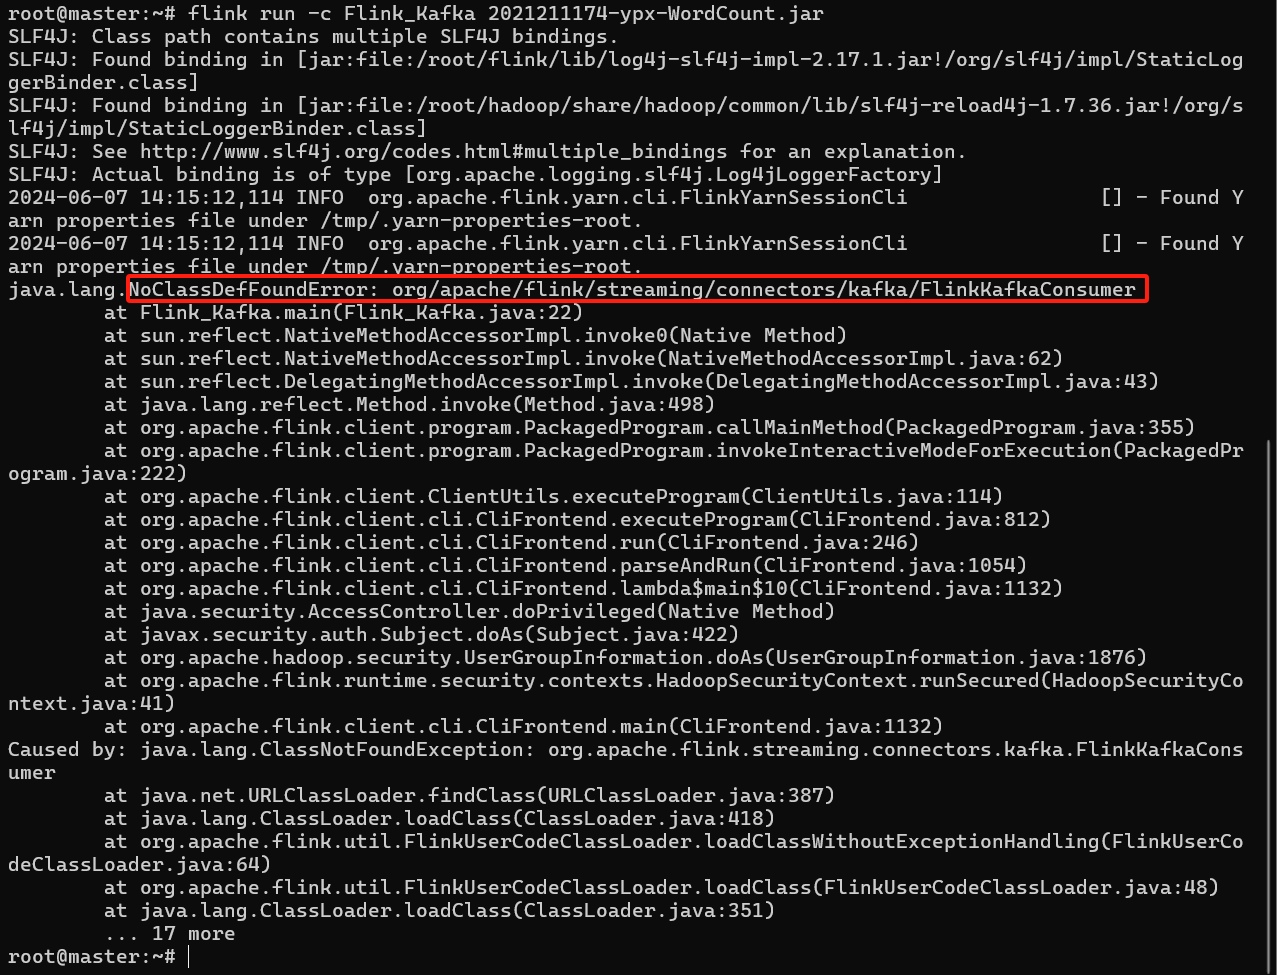 root@master:~# flink run -c Flink_Kafka 2021211174-ypx-WordCount.jar
SLF4J: Class path contains multiple SLF4J bindings.
SLF4J: Found binding in [jar:file:/root/flink/lib/log4j-slf4j-impl-2.17.1.jar!/org/slf4j/impl/StaticLog
gerBinder.class]
SLF4J: Found binding in [jar:file:/root/hadoop/share/hadoop/common/lib/slf4j-reload4j-1.7.36.jar!/org/s
lf4j/impl/StaticLoggerBinder.class]
SLF4J: See http://www.slf4j.org/codes.html#multiple_bindings for an explanation.
SLF4J: Actual binding is of type [org.apache.logging.slf4j.Log4jLoggerFactory]
2024-06-07 14:15:12,114 INFO  org.apache.flink.yarn.cli.FlinkYarnSessionCli                [] - Found Y
arn properties file under /tmp/.yarn-properties-root.
2024-06-07 14:15:12,114 INFO  org.apache.flink.yarn.cli.FlinkYarnSessionCli                [] - Found Y
arn properties file under /tmp/.yarn-properties-root.
java.lang.NoClassDefFoundError: org/apache/flink/streaming/connectors/kafka/FlinkKafkaConsumer
        at Flink_Kafka.main(Flink_Kafka.java:22)
        at sun.reflect.NativeMethodAccessorImpl.invoke0(Native Method)
        at sun.reflect.NativeMethodAccessorImpl.invoke(NativeMethodAccessorImpl.java:62)
        at sun.reflect.DelegatingMethodAccessorImpl.invoke(DelegatingMethodAccessorImpl.java:43)
        at java.lang.reflect.Method.invoke(Method.java:498)
        at org.apache.flink.client.program.PackagedProgram.callMainMethod(PackagedProgram.java:355)
        at org.apache.flink.client.program.PackagedProgram.invokeInteractiveModeForExecution(PackagedPr
ogram.java:222)
        at org.apache.flink.client.ClientUtils.executeProgram(ClientUtils.java:114)
        at org.apache.flink.client.cli.CliFrontend.executeProgram(CliFrontend.java:812)
        at org.apache.flink.client.cli.CliFrontend.run(CliFrontend.java:246)
        at org.apache.flink.client.cli.CliFrontend.parseAndRun(CliFrontend.java:1054)
        at org.apache.flink.client.cli.CliFrontend.lambda$main$10(CliFrontend.java:1132)
        at java.security.AccessController.doPrivileged(Native Method)
        at javax.security.auth.Subject.doAs(Subject.java:422)
        at org.apache.hadoop.security.UserGroupInformation.doAs(UserGroupInformation.java:1876)
        at org.apache.flink.runtime.security.contexts.HadoopSecurityContext.runSecured(HadoopSecurityCo
ntext.java:41)
        at org.apache.flink.client.cli.CliFrontend.main(CliFrontend.java:1132)
Caused by: java.lang.ClassNotFoundException: org.apache.flink.streaming.connectors.kafka.FlinkKafkaCons
umer
        at java.net.URLClassLoader.findClass(URLClassLoader.java:387)
        at java.lang.ClassLoader.loadClass(ClassLoader.java:418)
        at org.apache.flink.util.FlinkUserCodeClassLoader.loadClassWithoutExceptionHandling(FlinkUserCo
deClassLoader.java:64)
        at org.apache.flink.util.FlinkUserCodeClassLoader.loadClass(FlinkUserCodeClassLoader.java:48)
        at java.lang.ClassLoader.loadClass(ClassLoader.java:351)
        ... 17 more
root@master:~#